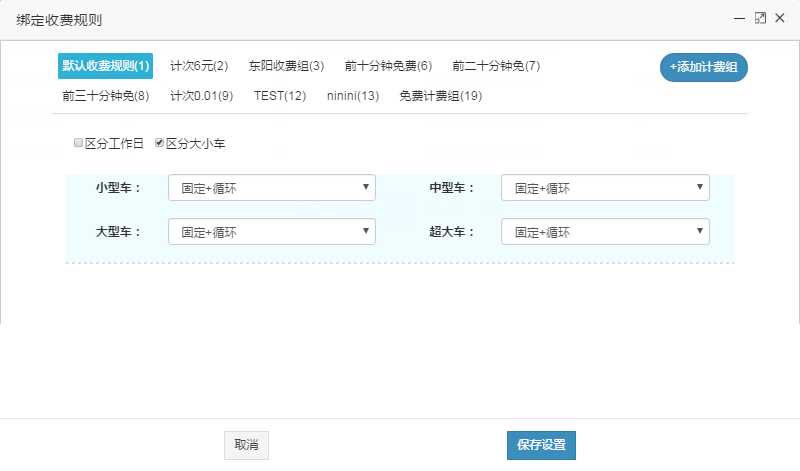 绑定收费规则
默认收费规则(1) 计次6元(2) 东阳收费组(3) 前十分钟免费(6) 前二十分钟免(7) +添加计费组
前三十分钟免(8) 计次0.01(9) TEST(12) ninini(13) 免费计费组(19)
区分工作日 区分大小车
小型车： 固定+循环 中型车： 固定+循环
大型车： 固定+循环 超大车： 固定+循环
取消 保存设置